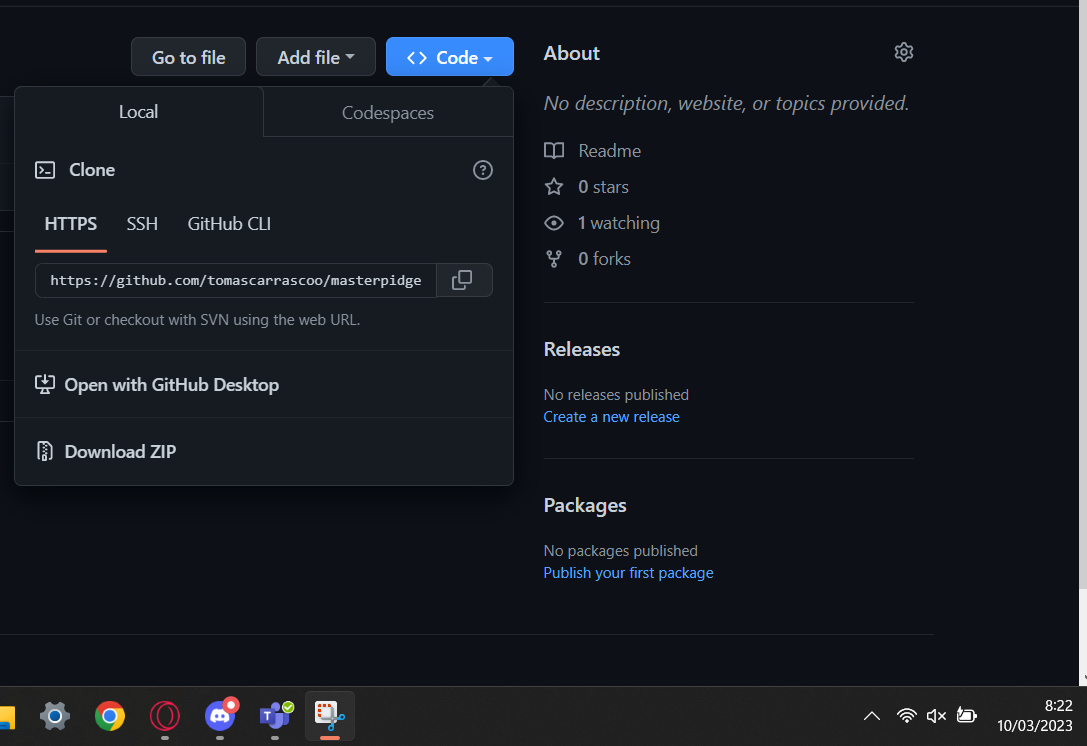 Go to file
Add file
Code
Local
Codespaces
Clone
HTTPS
SSH
GitHub CLI
https://github.com/tomascarrascoo/masterpidge
Use Git or checkout with SVN using the web URL.
Open with GitHub Desktop
Download ZIP
About
No description, website, or topics provided.
Readme
0 stars
1 watching
0 forks
Releases
No releases published
Create a new release
Packages
No packages published
Publish your first package
8:22
10/03/2023